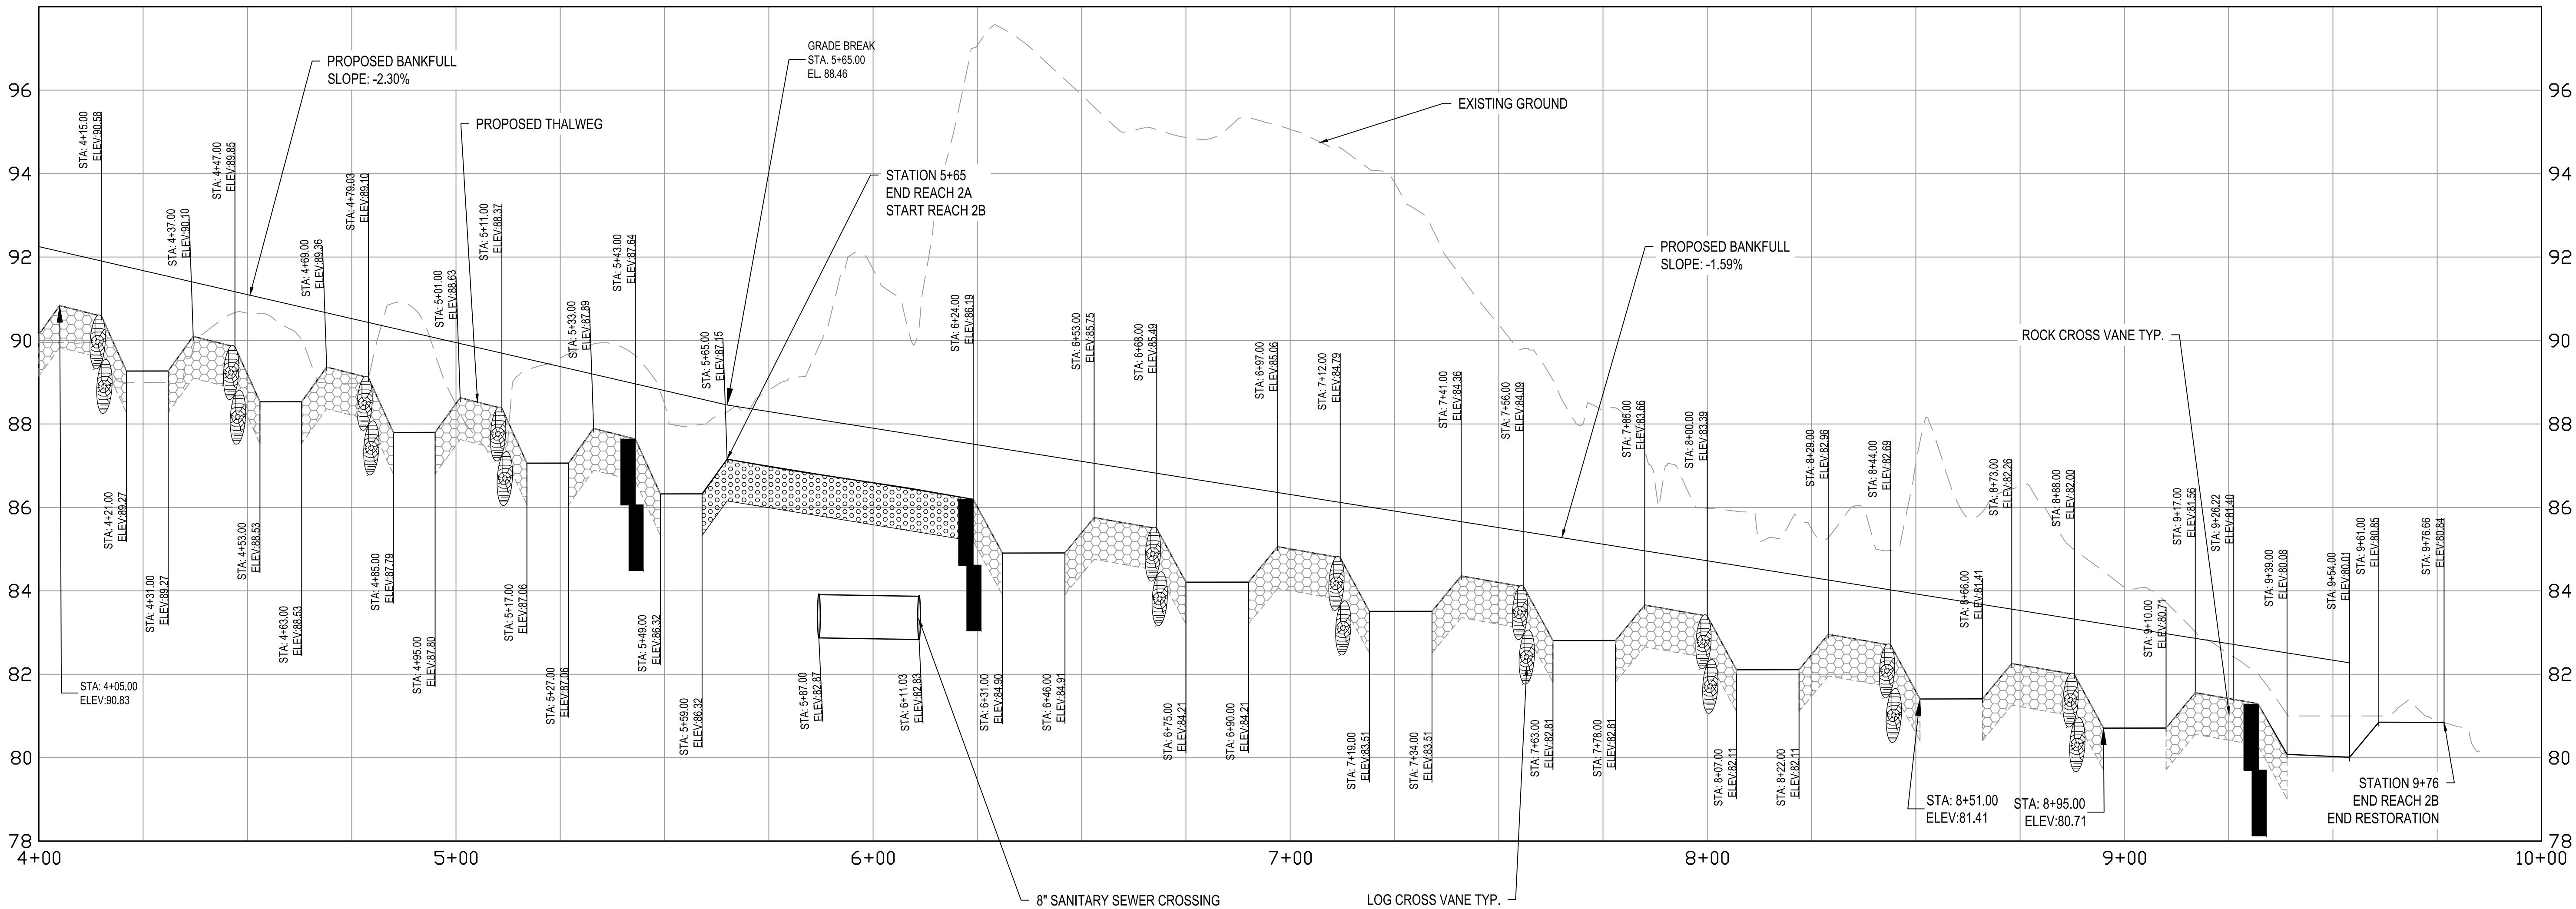 GRADE BREAK
STA. 5+65.00
EL. 88.46
PROPOSED BANKFULL
SLOPE: -2.30%
PROPOSED THALWEG
EXISTING GROUND
STATION 5+65
END REACH 2A
START REACH 2B
PROPOSED BANKFULL
SLOPE: -1.59%
ROCK CROSS VANE TYP.
96
94
92
90
88
86
84
82
80
78
96
94
92
90
88
86
84
82
80
78
STA: 4+15.00
ELEV:90.58
STA: 4+37.00
ELEV:90.10
STA: 4+47.00
ELEV:89.85
STA: 4+69.00
ELEV:89.36
STA: 4+79.03
ELEV:89.10
STA: 5+01.00
ELEV:88.63
STA: 5+11.00
ELEV:88.37
STA: 5+33.00
ELEV:87.89
STA: 5+43.00
ELEV:87.64
STA: 5+65.00
ELEV:87.15
STA: 6+24.00
ELEV:86.19
STA: 6+53.00
ELEV:85.75
STA: 6+68.00
ELEV:85.49
STA: 6+97.00
ELEV:85.06
STA: 7+12.00
ELEV:84.79
STA: 7+41.00
ELEV:84.36
STA: 7+56.00
ELEV:84.09
STA: 7+85.00
ELEV:83.66
STA: 8+00.00
ELEV:83.39
STA: 8+29.00
ELEV:82.96
STA: 8+44.00
ELEV:82.69
STA: 8+66.00
ELEV:81.41
STA: 8+73.00
ELEV:82.26
STA: 8+88.00
ELEV:82.00
STA: 9+10.00
ELEV:80.71
STA: 9+17.00
ELEV:81.56
STA: 9+26.22
ELEV:81.40
STA: 9+39.00
ELEV:80.08
STA: 9+54.00
ELEV:80.01
STA: 9+61.00
ELEV:80.85
STA: 9+76.66
ELEV:80.84
STA: 4+05.00
ELEV:90.83
STA: 4+21.00
ELEV:89.27
STA: 4+31.00
ELEV:89.27
STA: 4+53.00
ELEV:88.53
STA: 4+63.00
ELEV:88.53
STA: 4+85.00
ELEV:87.79
STA: 4+95.00
ELEV:87.80
STA: 5+17.00
ELEV:87.06
STA: 5+27.00
ELEV:87.06
STA: 5+49.00
ELEV:86.32
STA: 5+59.00
ELEV:86.32
STA: 5+87.00
ELEV:82.87
STA: 6+11.03
ELEV:82.83
STA: 6+31.00
ELEV:84.90
STA: 6+46.00
ELEV:84.91
STA: 6+75.00
ELEV:84.21
STA: 6+90.00
ELEV:84.21
STA: 7+19.00
ELEV:83.51
STA: 7+34.00
ELEV:83.51
STA: 7+63.00
ELEV:82.81
STA: 7+78.00
ELEV:82.81
STA: 8+07.00
ELEV:82.11
STA: 8+22.00
ELEV:82.11
STA: 8+51.00
ELEV:81.41
STA: 8+95.00
ELEV:80.71
STATION 9+76
END REACH 2B
END RESTORATION
4+00
5+00
6+00
7+00
8+00
9+00
10+00
8" SANITARY SEWER CROSSING
LOG CROSS VANE TYP.